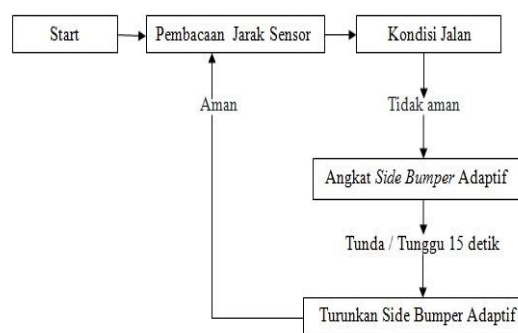 Start
Pembacaan Jarak Sensor
Kondisi Jalan
Aman
Tidak aman
Angkat Side Bumper Adaptif
Tunda / Tunggu 15 detik
Turunkan Side Bumper Adaptif